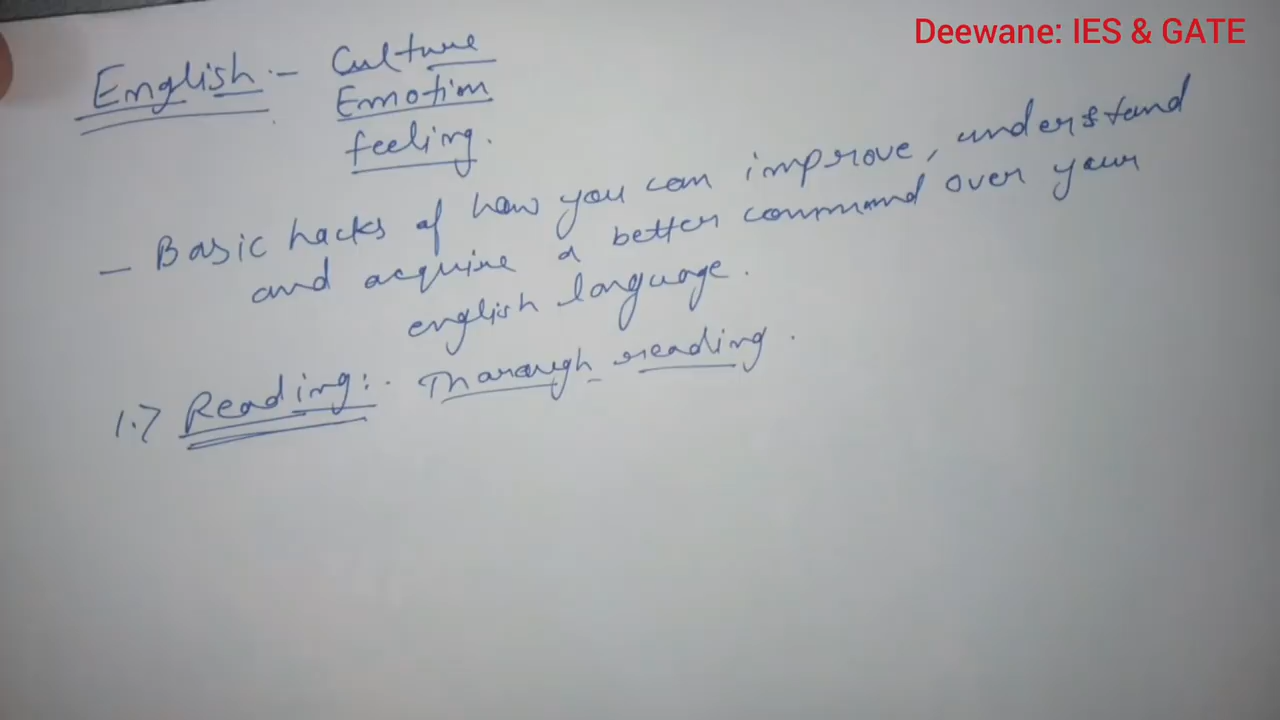 Deewane: IES & GATE
English :- Culture
Emotion
feeling.
- Basic hacks of how you can improve, understand
and acquire a better command over your
english language.
1.> Reading:. Thorough reading.